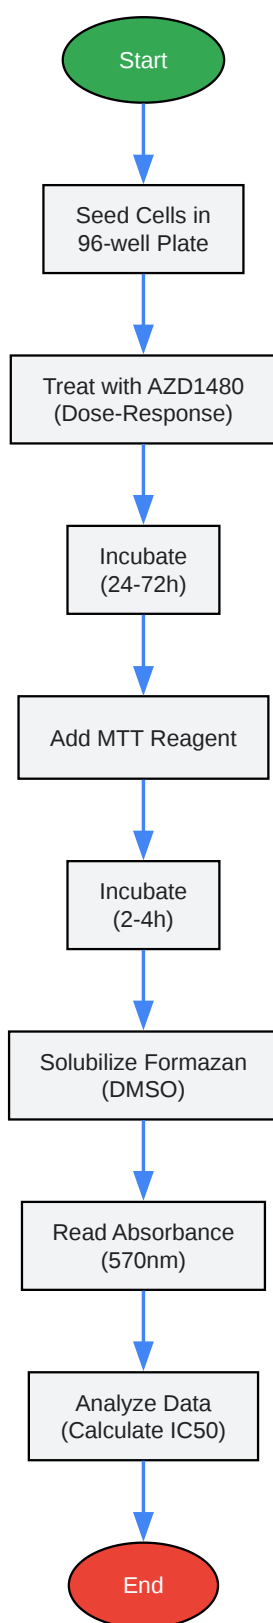 Start
Seed Cells in
96-well Plate
Treat with AZD1480
(Dose-Response)
Incubate
(24-72h)
Add MTT Reagent
Incubate
(2-4h)
Solubilize Formazan
(DMSO)
Read Absorbance
(570nm)
Analyze Data
(Calculate IC50)
End